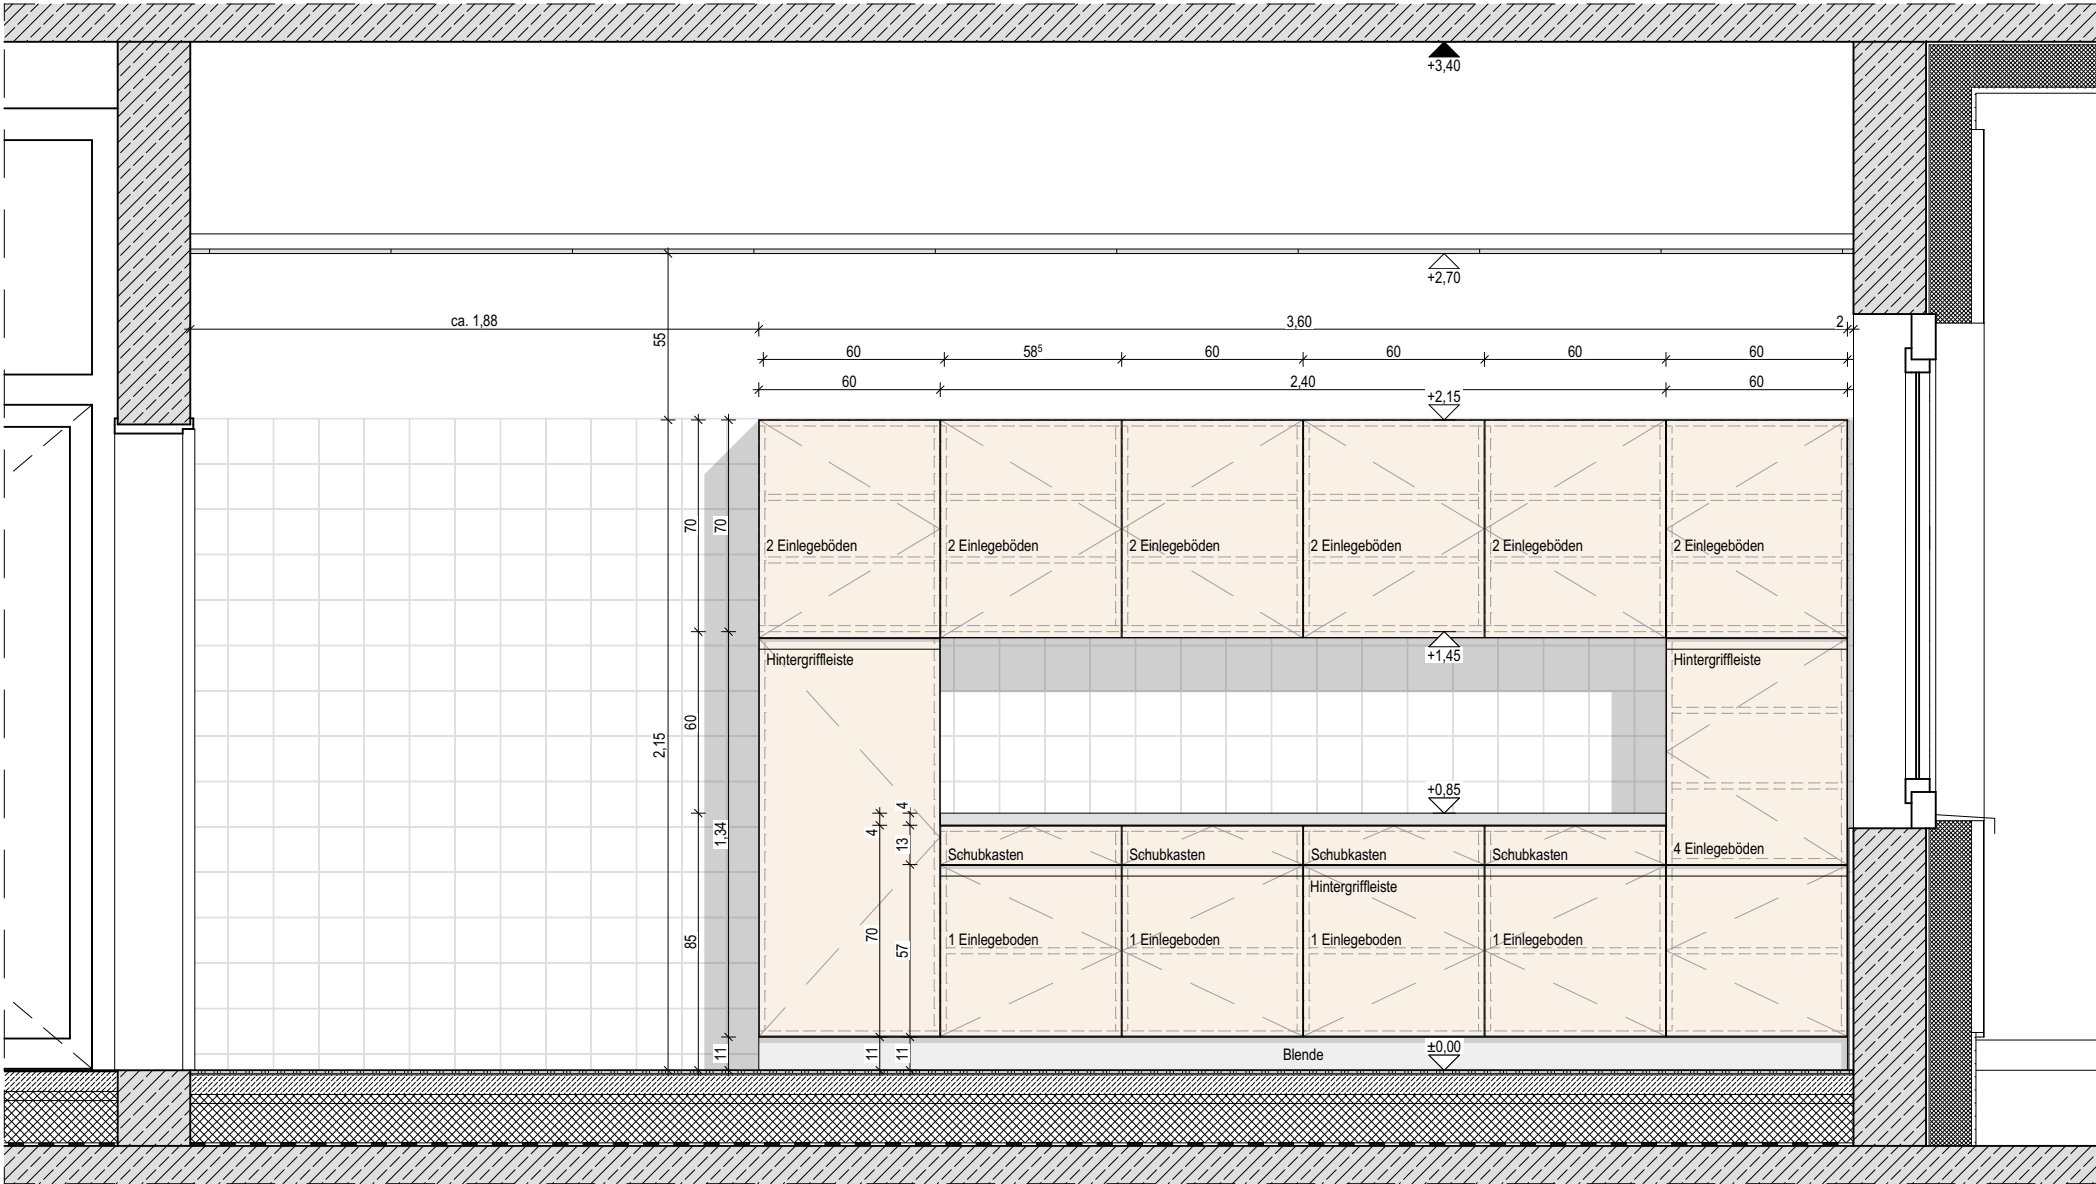 +3,40
+2,70
ca. 1,88
3,60
2
55
60
58⁵
60
60
60
60
60
2,40
60
+2,15
70
70
2 Einlegeböden
2 Einlegeböden
2 Einlegeböden
2 Einlegeböden
2 Einlegeböden
2 Einlegeböden
+1,45
Hintergriffleiste
Hintergriffleiste
60
2,15
+0,85
4
4
1,34
13
Schubkasten
Schubkasten
Schubkasten
Schubkasten
4 Einlegeböden
Hintergriffleiste
85
70
57
1 Einlegeboden
1 Einlegeboden
1 Einlegeboden
1 Einlegeboden
11
11
11
Blende
±0,00